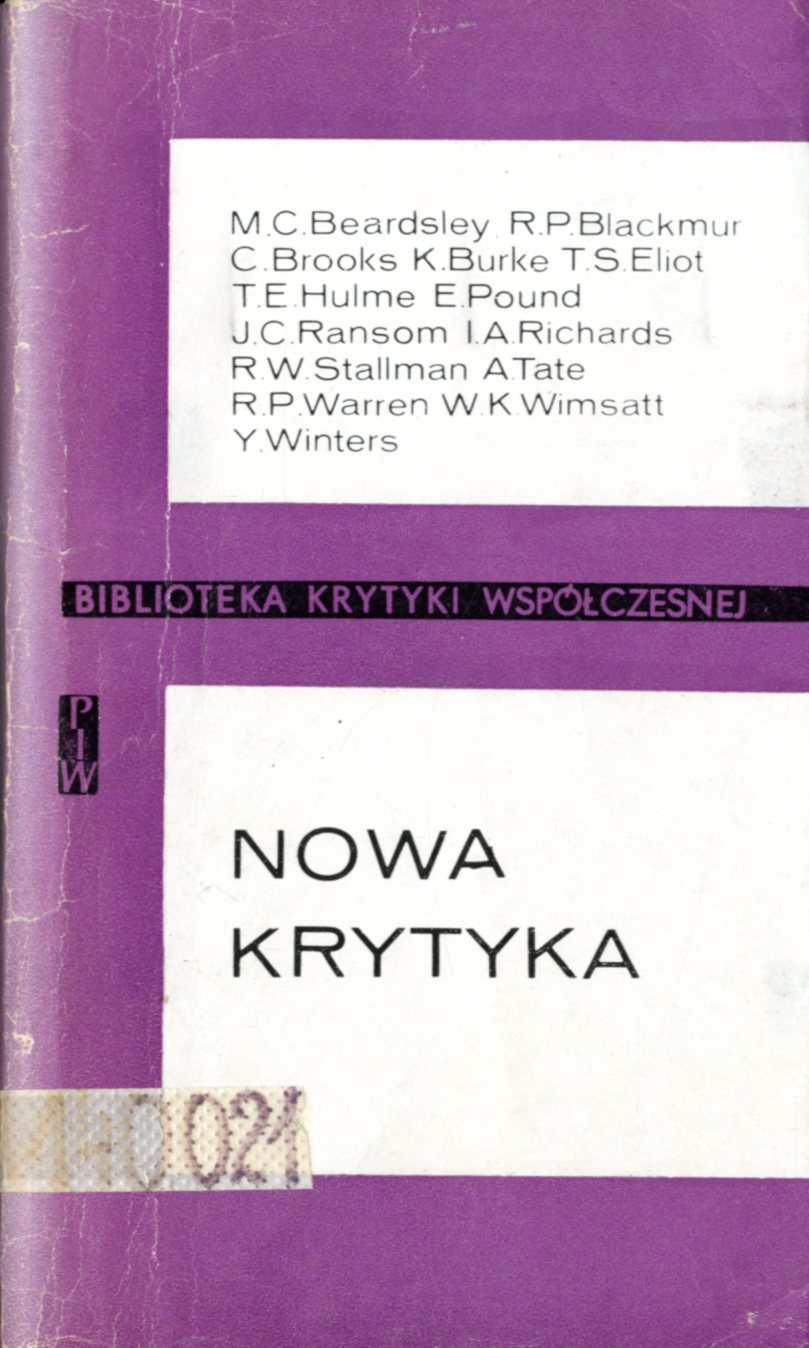 M.C.Beardsley R.P.Blackmur
C.Brooks K.Burke T.S.Eliot
T.E.Hulme E.Pound
J.C.Ransom I.A.Richards
R.W.Stallman A.Tate
R.P.Warren W.K.Wimsatt
Y.Winters
BIBLIOTEKA KRYTYKI WSPÓŁCZESNEJ
P
I
W
NOWA
KRYTYKA
021